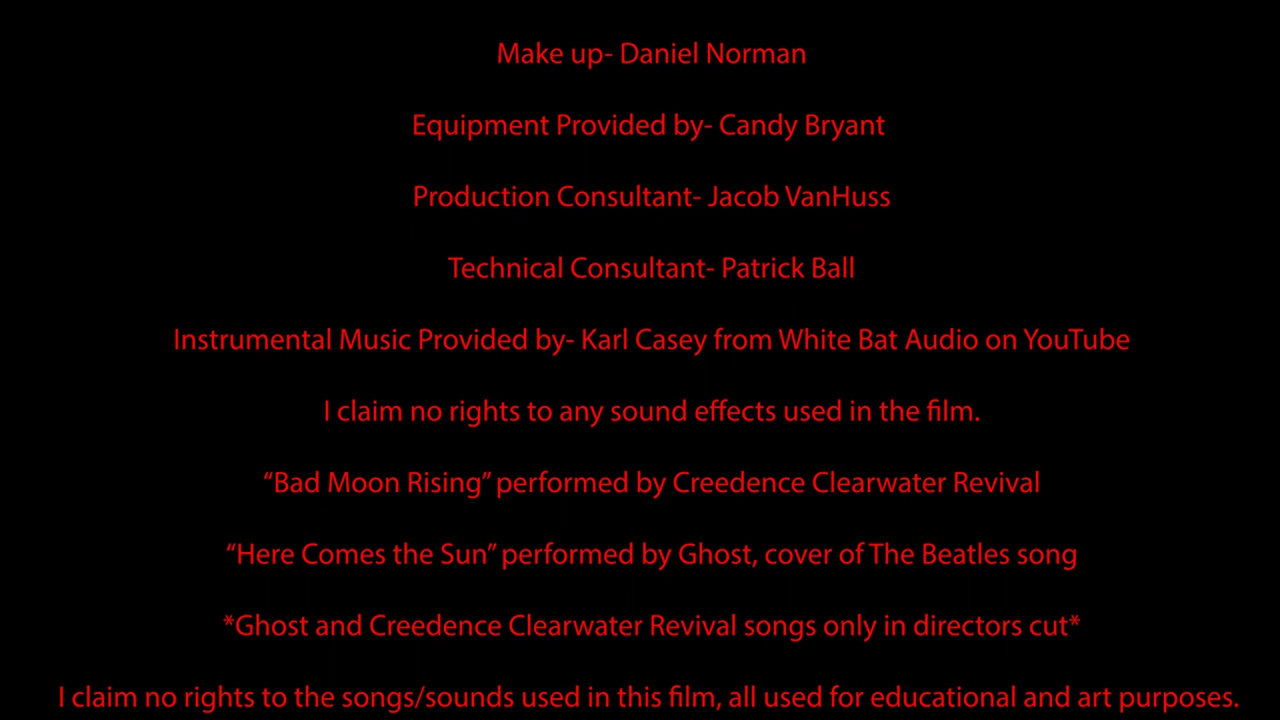 Make up- Daniel Norman
Equipment Provided by- Candy Bryant
Production Consultant- Jacob VanHuss
Technical Consultant- Patrick Ball
Instrumental Music Provided by- Karl Casey from White Bat Audio on YouTube
I claim no rights to any sound effects used in the film.
“Bad Moon Rising” performed by Creedence Clearwater Revival
“Here Comes the Sun” performed by Ghost, cover of The Beatles song
*Ghost and Creedence Clearwater Revival songs only in directors cut*
I claim no rights to the songs/sounds used in this film, all used for educational and art purposes.